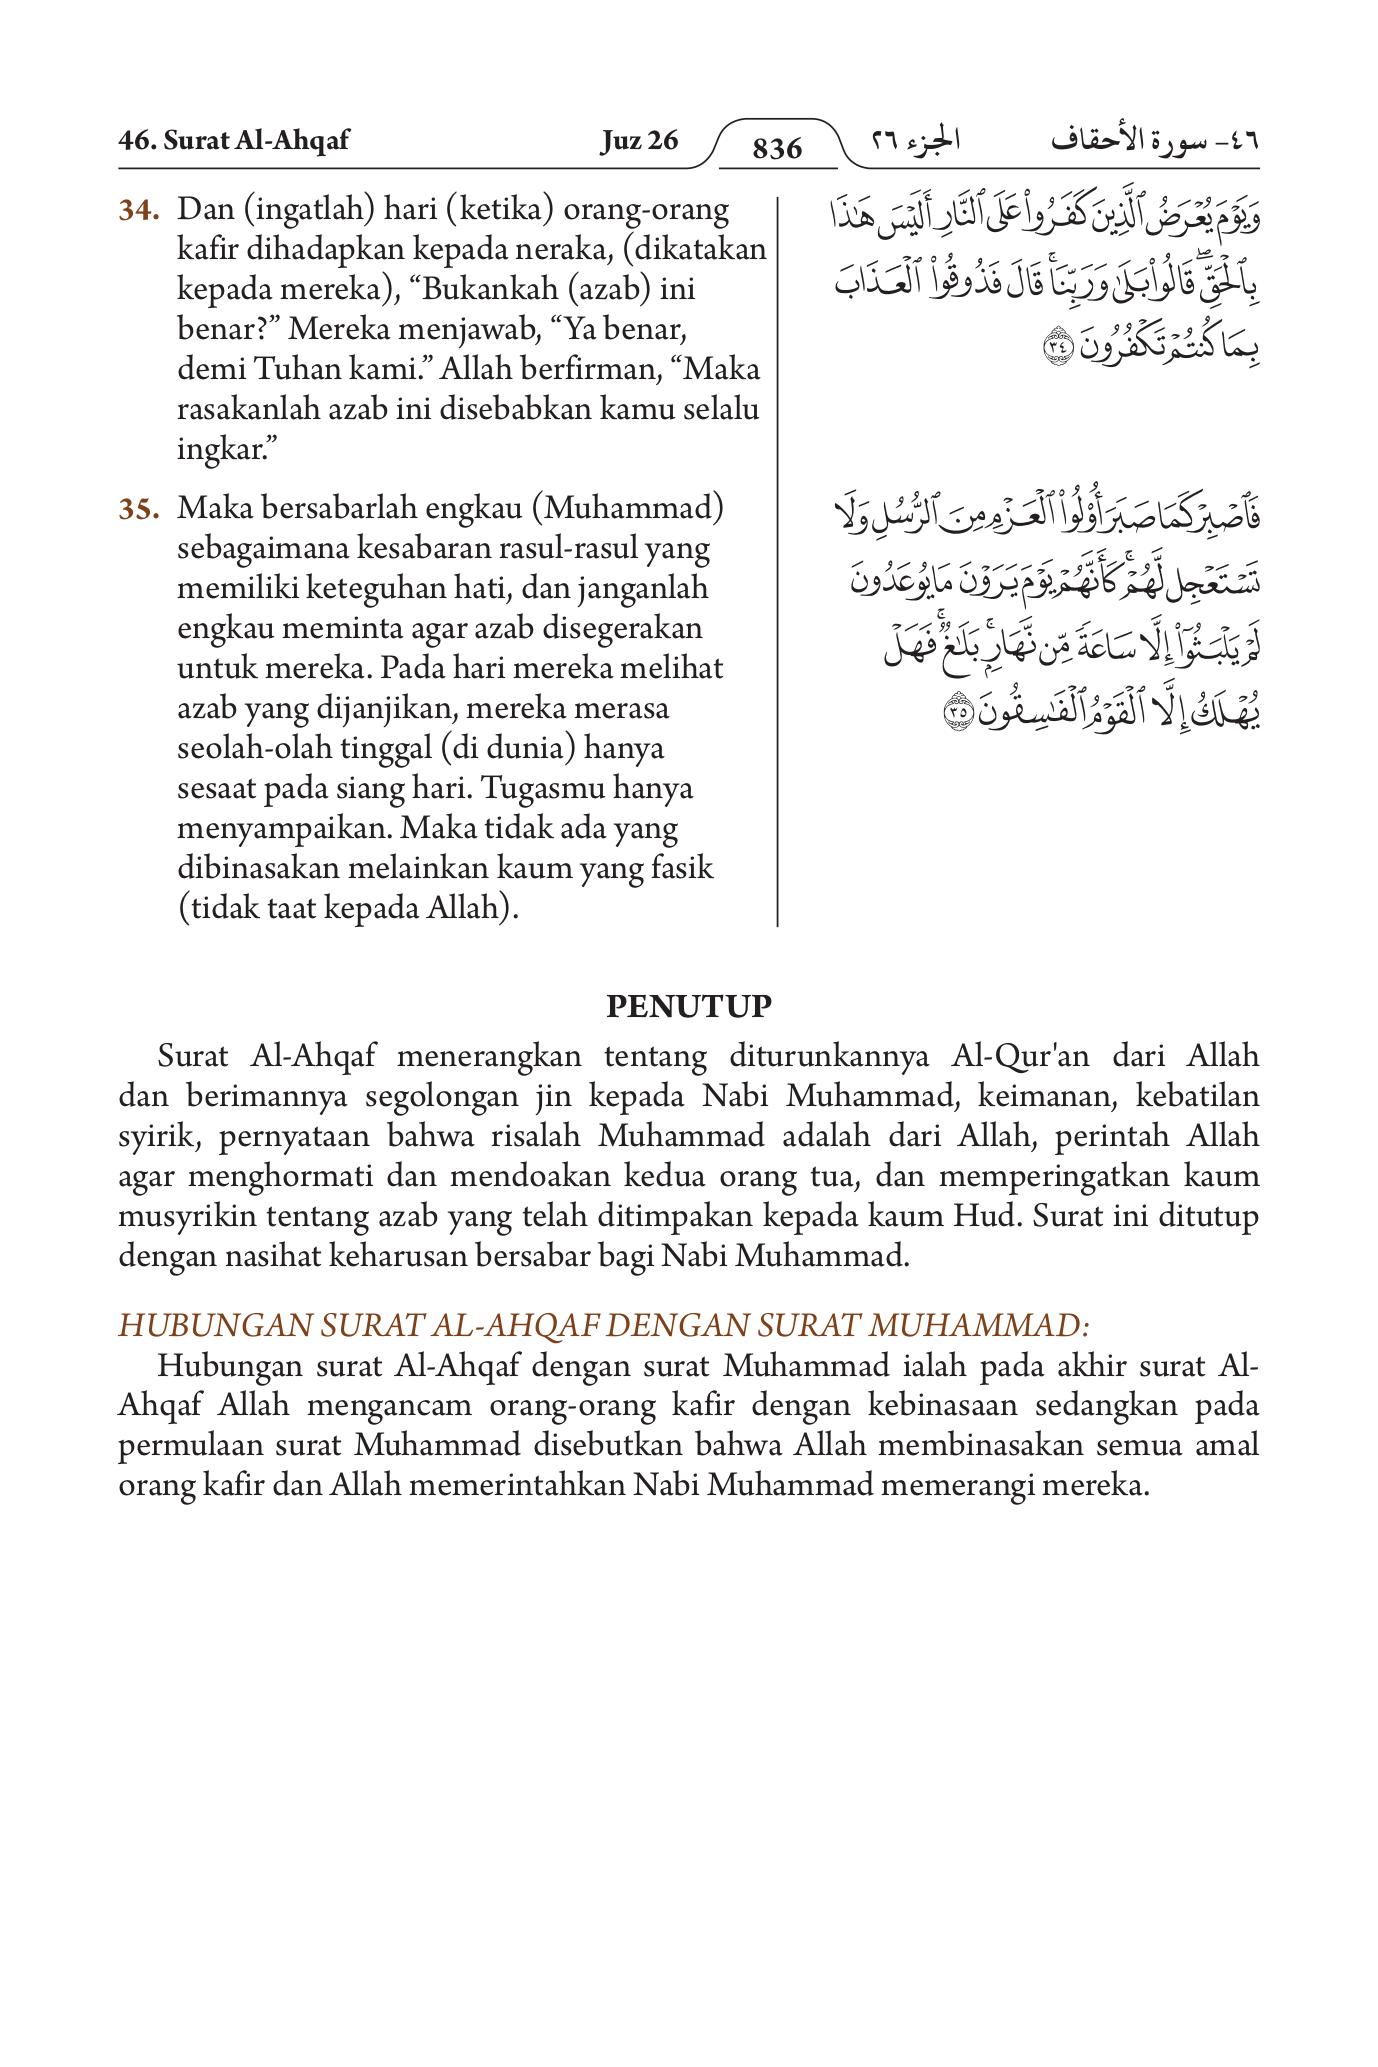 46. Surat Al-Ahqaf Juz 26 836 الجزء ٢٦ ٤٦- سورة الأحقاف
34. Dan (ingatlah) hari (ketika) orang-orang
kafir dihadapkan kepada neraka, (dikatakan
kepada mereka), “Bukankah (azab) ini
benar?” Mereka menjawab, “Ya benar,
demi Tuhan kami.” Allah berfirman, “Maka
rasakanlah azab ini disebabkan kamu selalu
ingkar.”
وَيَوْمَ يُعْرَضُ ٱلَّذِينَ كَفَرُوا۟ عَلَى ٱلنَّارِ أَلَيْسَ هَٰذَا
بِٱلْحَقِّ ۖ قَالُوا۟ بَلَىٰ وَرَبِّنَا ۚ قَالَ فَذُوقُوا۟ ٱلْعَذَابَ
بِمَا كُنتُمْ تَكْفُرُونَ ٣٤
35. Maka bersabarlah engkau (Muhammad)
sebagaimana kesabaran rasul-rasul yang
memiliki keteguhan hati, dan janganlah
engkau meminta agar azab disegerakan
untuk mereka. Pada hari mereka melihat
azab yang dijanjikan, mereka merasa
seolah-olah tinggal (di dunia) hanya
sesaat pada siang hari. Tugasmu hanya
menyampaikan. Maka tidak ada yang
dibinasakan melainkan kaum yang fasik
(tidak taat kepada Allah).
فَٱصْبِرْ كَمَا صَبَرَ أُو۟لُوا۟ ٱلْعَزْمِ مِنَ ٱلرُّسُلِ وَلَا
تَسْتَعْجِل لَّهُمْ ۚ كَأَنَّهُمْ يَوْمَ يَرَوْنَ مَا يُوعَدُونَ
لَمْ يَلْبَثُوٓا۟ إِلَّا سَاعَةً مِّن نَّهَارٍۭ ۚ بَلَٰغٌ ۚ فَهَلْ
يُهْلَكُ إِلَّا ٱلْقَوْمُ ٱلْفَٰسِقُونَ ٣٥
PENUTUP
Surat Al-Ahqaf menerangkan tentang diturunkannya Al-Qur'an dari Allah
dan berimannya segolongan jin kepada Nabi Muhammad, keimanan, kebatilan
syirik, pernyataan bahwa risalah Muhammad adalah dari Allah, perintah Allah
agar menghormati dan mendoakan kedua orang tua, dan memperingatkan kaum
musyrikin tentang azab yang telah ditimpakan kepada kaum Hud. Surat ini ditutup
dengan nasihat keharusan bersabar bagi Nabi Muhammad.
HUBUNGAN SURAT AL-AHQAF DENGAN SURAT MUHAMMAD:
Hubungan surat Al-Ahqaf dengan surat Muhammad ialah pada akhir surat Al-
Ahqaf Allah mengancam orang-orang kafir dengan kebinasaan sedangkan pada
permulaan surat Muhammad disebutkan bahwa Allah membinasakan semua amal
orang kafir dan Allah memerintahkan Nabi Muhammad memerangi mereka.